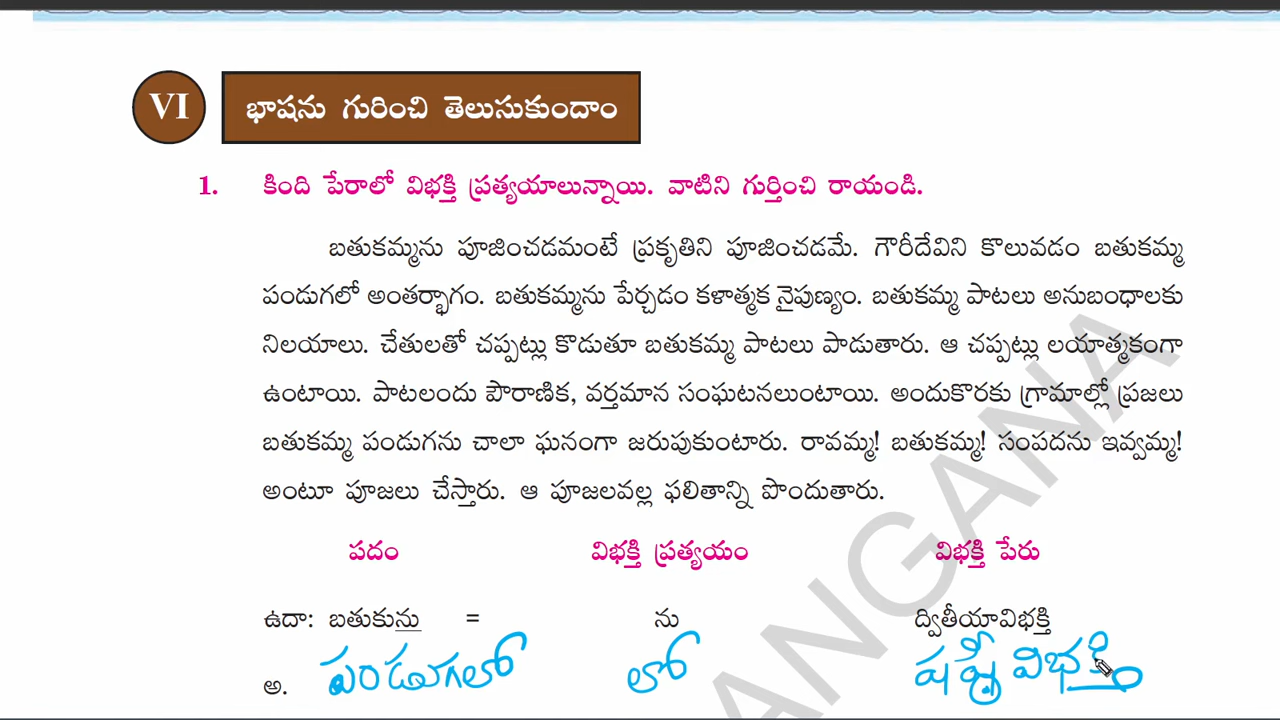 VI భాషను గురించి తెలుసుకుందాం
1. కింది పేరాలో విభక్తి ప్రత్యయాలున్నాయి. వాటిని గుర్తించి రాయండి.
బతుకమ్మను పూజించడమంటే ప్రకృతిని పూజించడమే. గౌరీదేవిని కొలువడం బతుకమ్మ
పండుగలో అంతర్భాగం. బతుకమ్మను పేర్చడం కళాత్మక నైపుణ్యం. బతుకమ్మ పాటలు అనుబంధాలకు
నిలయాలు. చేతులతో చప్పట్లు కొడుతూ బతుకమ్మ పాటలు పాడుతారు. ఆ చప్పట్లు లయాత్మకంగా
ఉంటాయి. పాటలందు పౌరాణిక, వర్తమాన సంఘటనలుంటాయి. అందుకొరకు గ్రామాల్లో ప్రజలు
బతుకమ్మ పండుగను చాలా ఘనంగా జరుపుకుంటారు. రావమ్మ! బతుకమ్మ! సంపదను ఇవ్వమ్మ!
అంటూ పూజలు చేస్తారు. ఆ పూజలవల్ల ఫలితాన్ని పొందుతారు.
పదం విభక్తి ప్రత్యయం విభక్తి పేరు
ఉదా: బతుకును = ను ద్వితీయావిభక్తి
అ. పండుగలో లో షష్ఠీ విభక్తి
ANGANA